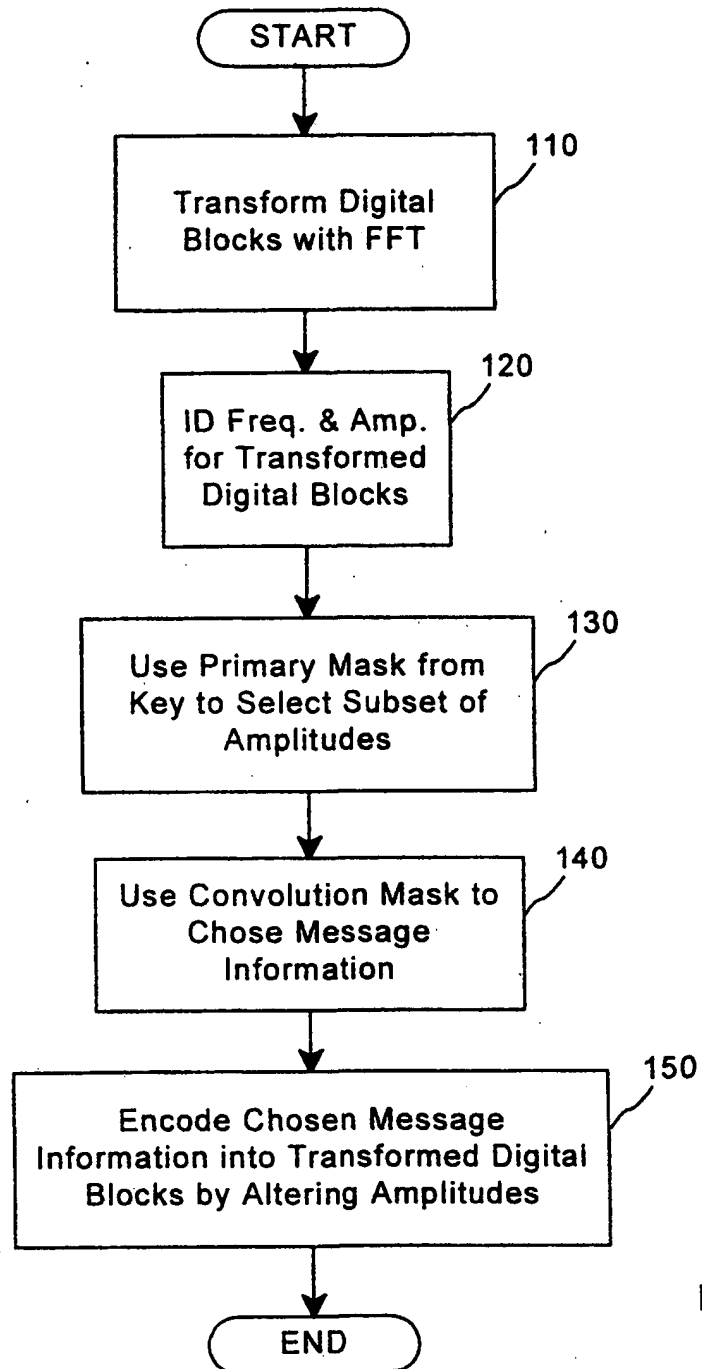 START
110
Transform Digital
Blocks with FFT
120
ID Freq. & Amp.
for Transformed
Digital Blocks
130
Use Primary Mask from
Key to Select Subset of
Amplitudes
140
Use Convolution Mask to
Chose Message
Information
150
Encode Chosen Message
Information into Transformed Digital
Blocks by Altering Amplitudes
END